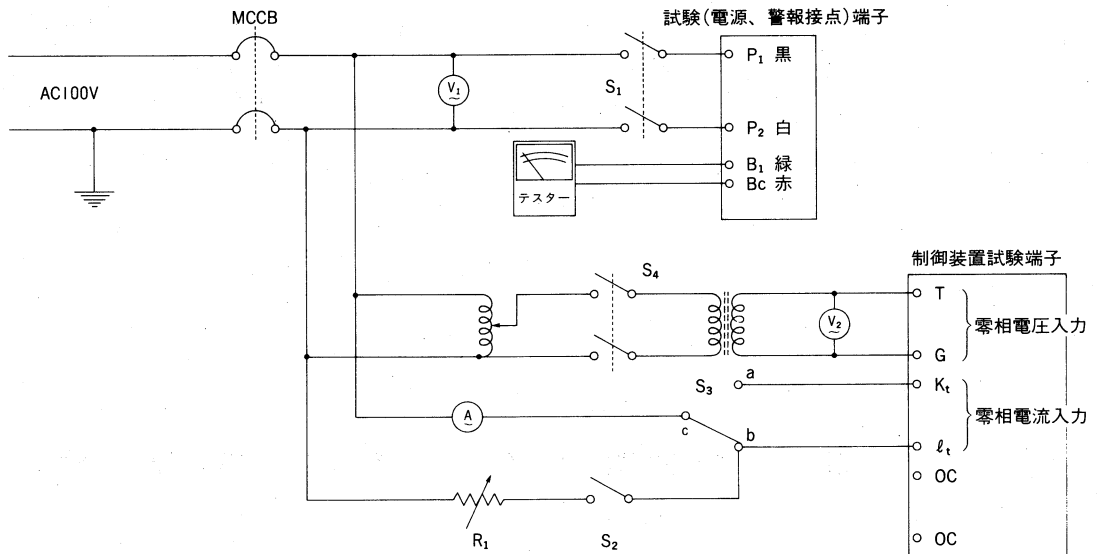 MCCB
試験(電源、警報接点)端子
P₁ 黒
V₁
S₁
AC100V
P₂ 白
B₁ 緑
Bc 赤
テスター
制御装置試験端子
S₄
T
V₂
零相電圧入力
G
S₃
a
Kt
A
c
零相電流入力
b
ℓt
OC
R₁
S₂
OC